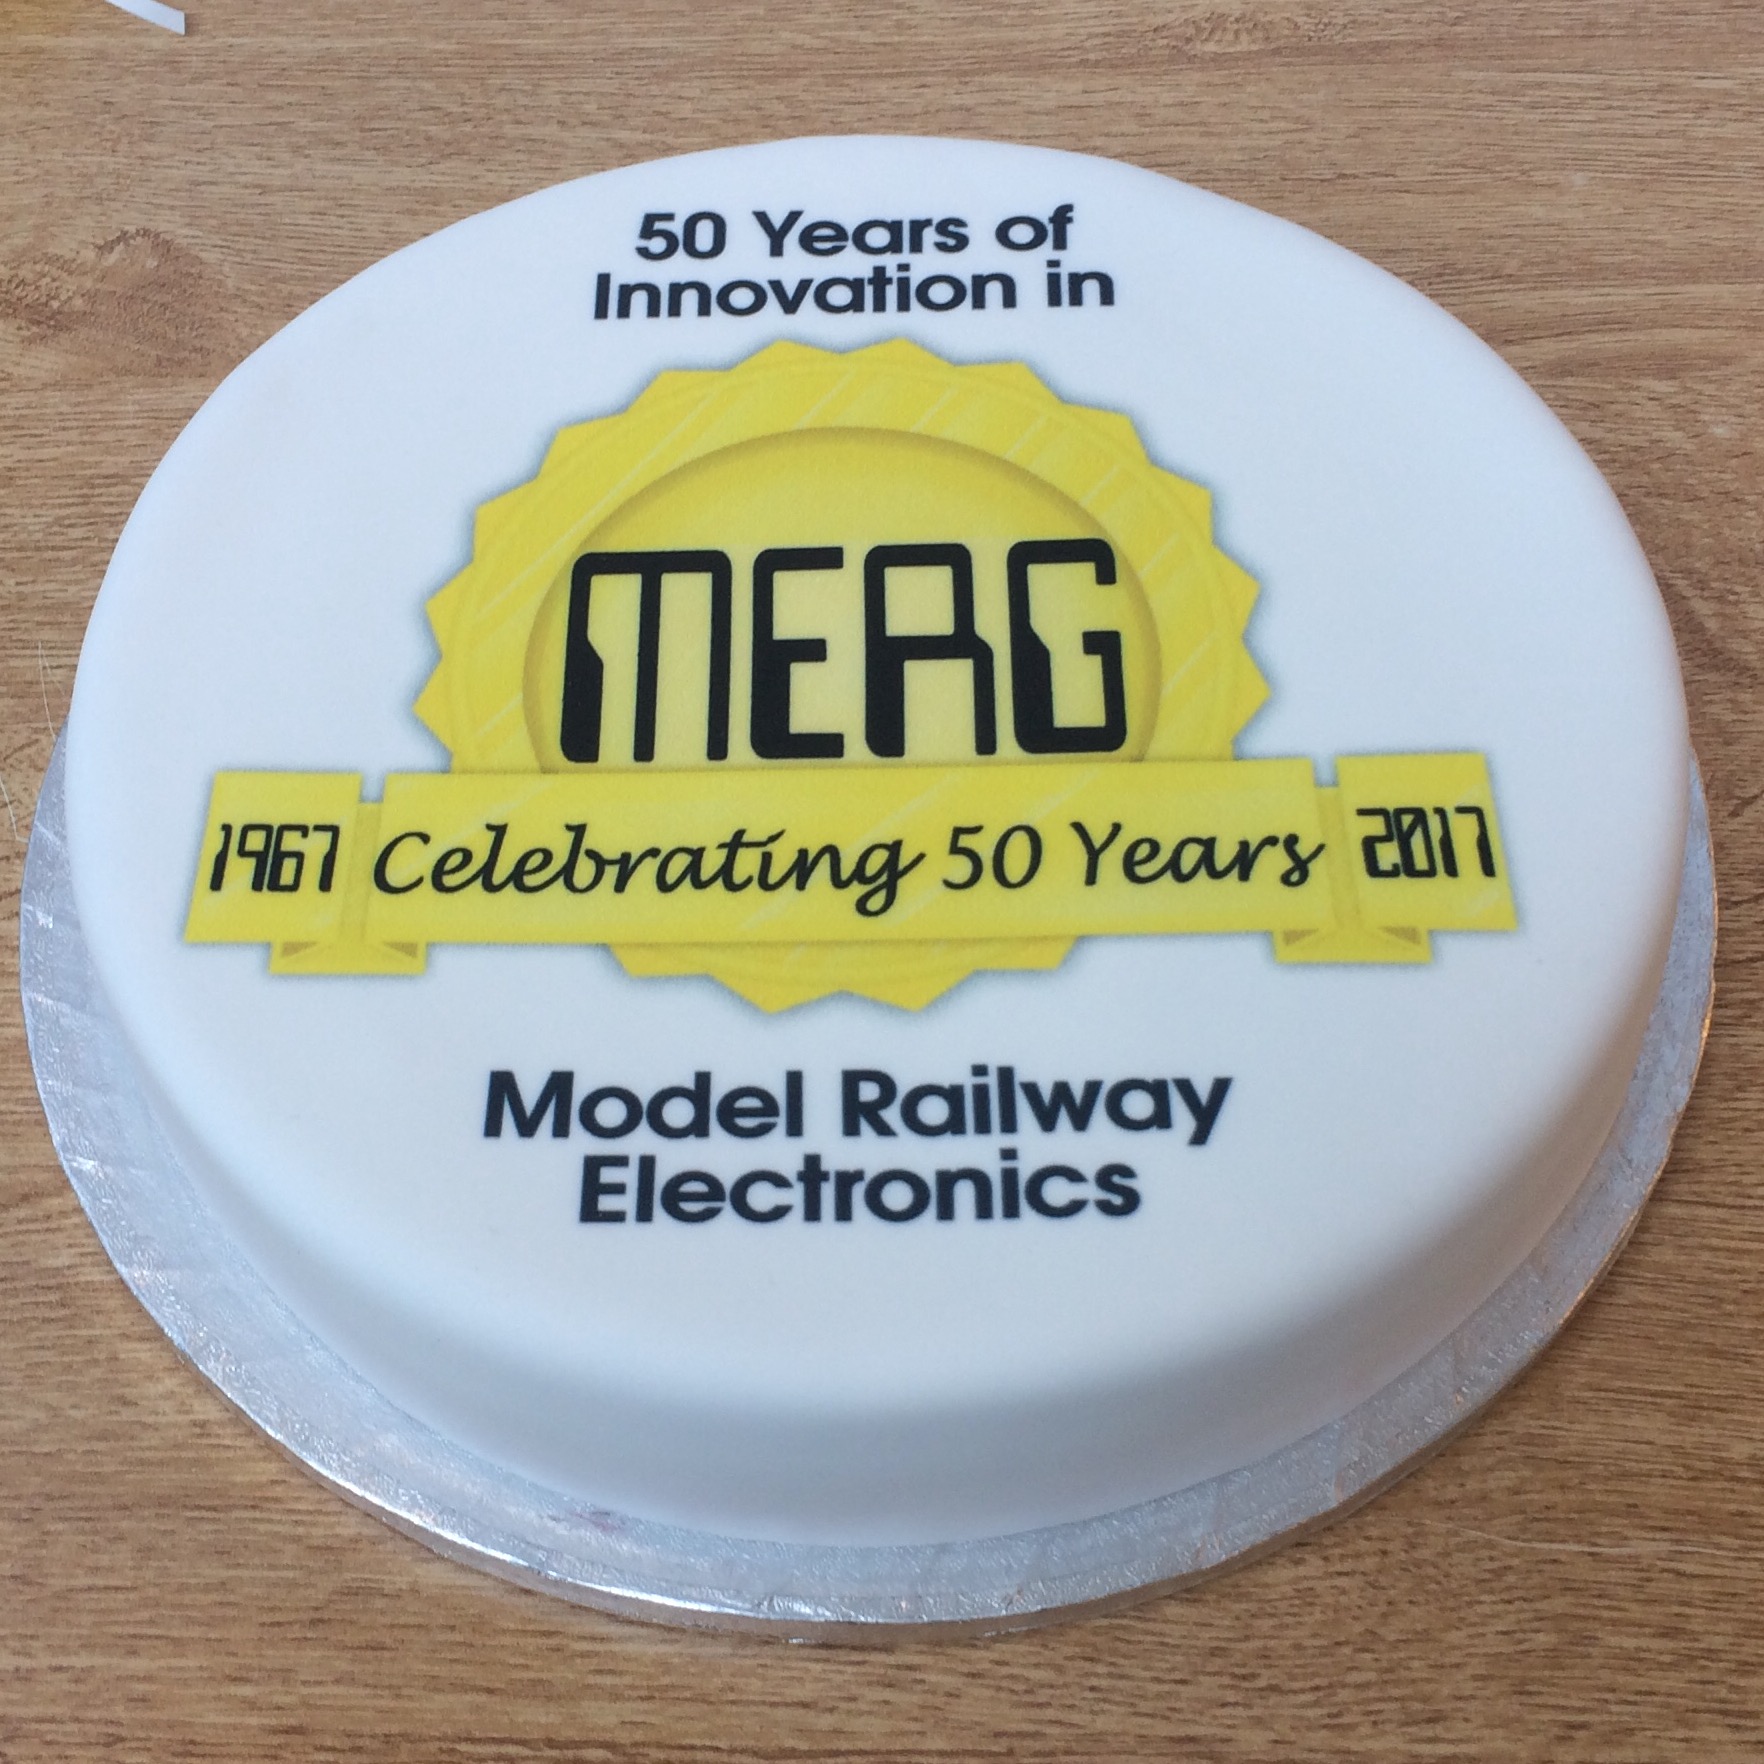 50 Years of
Innovation in
MERG
1967 Celebrating 50 Years 2017
Model Railway
Electronics